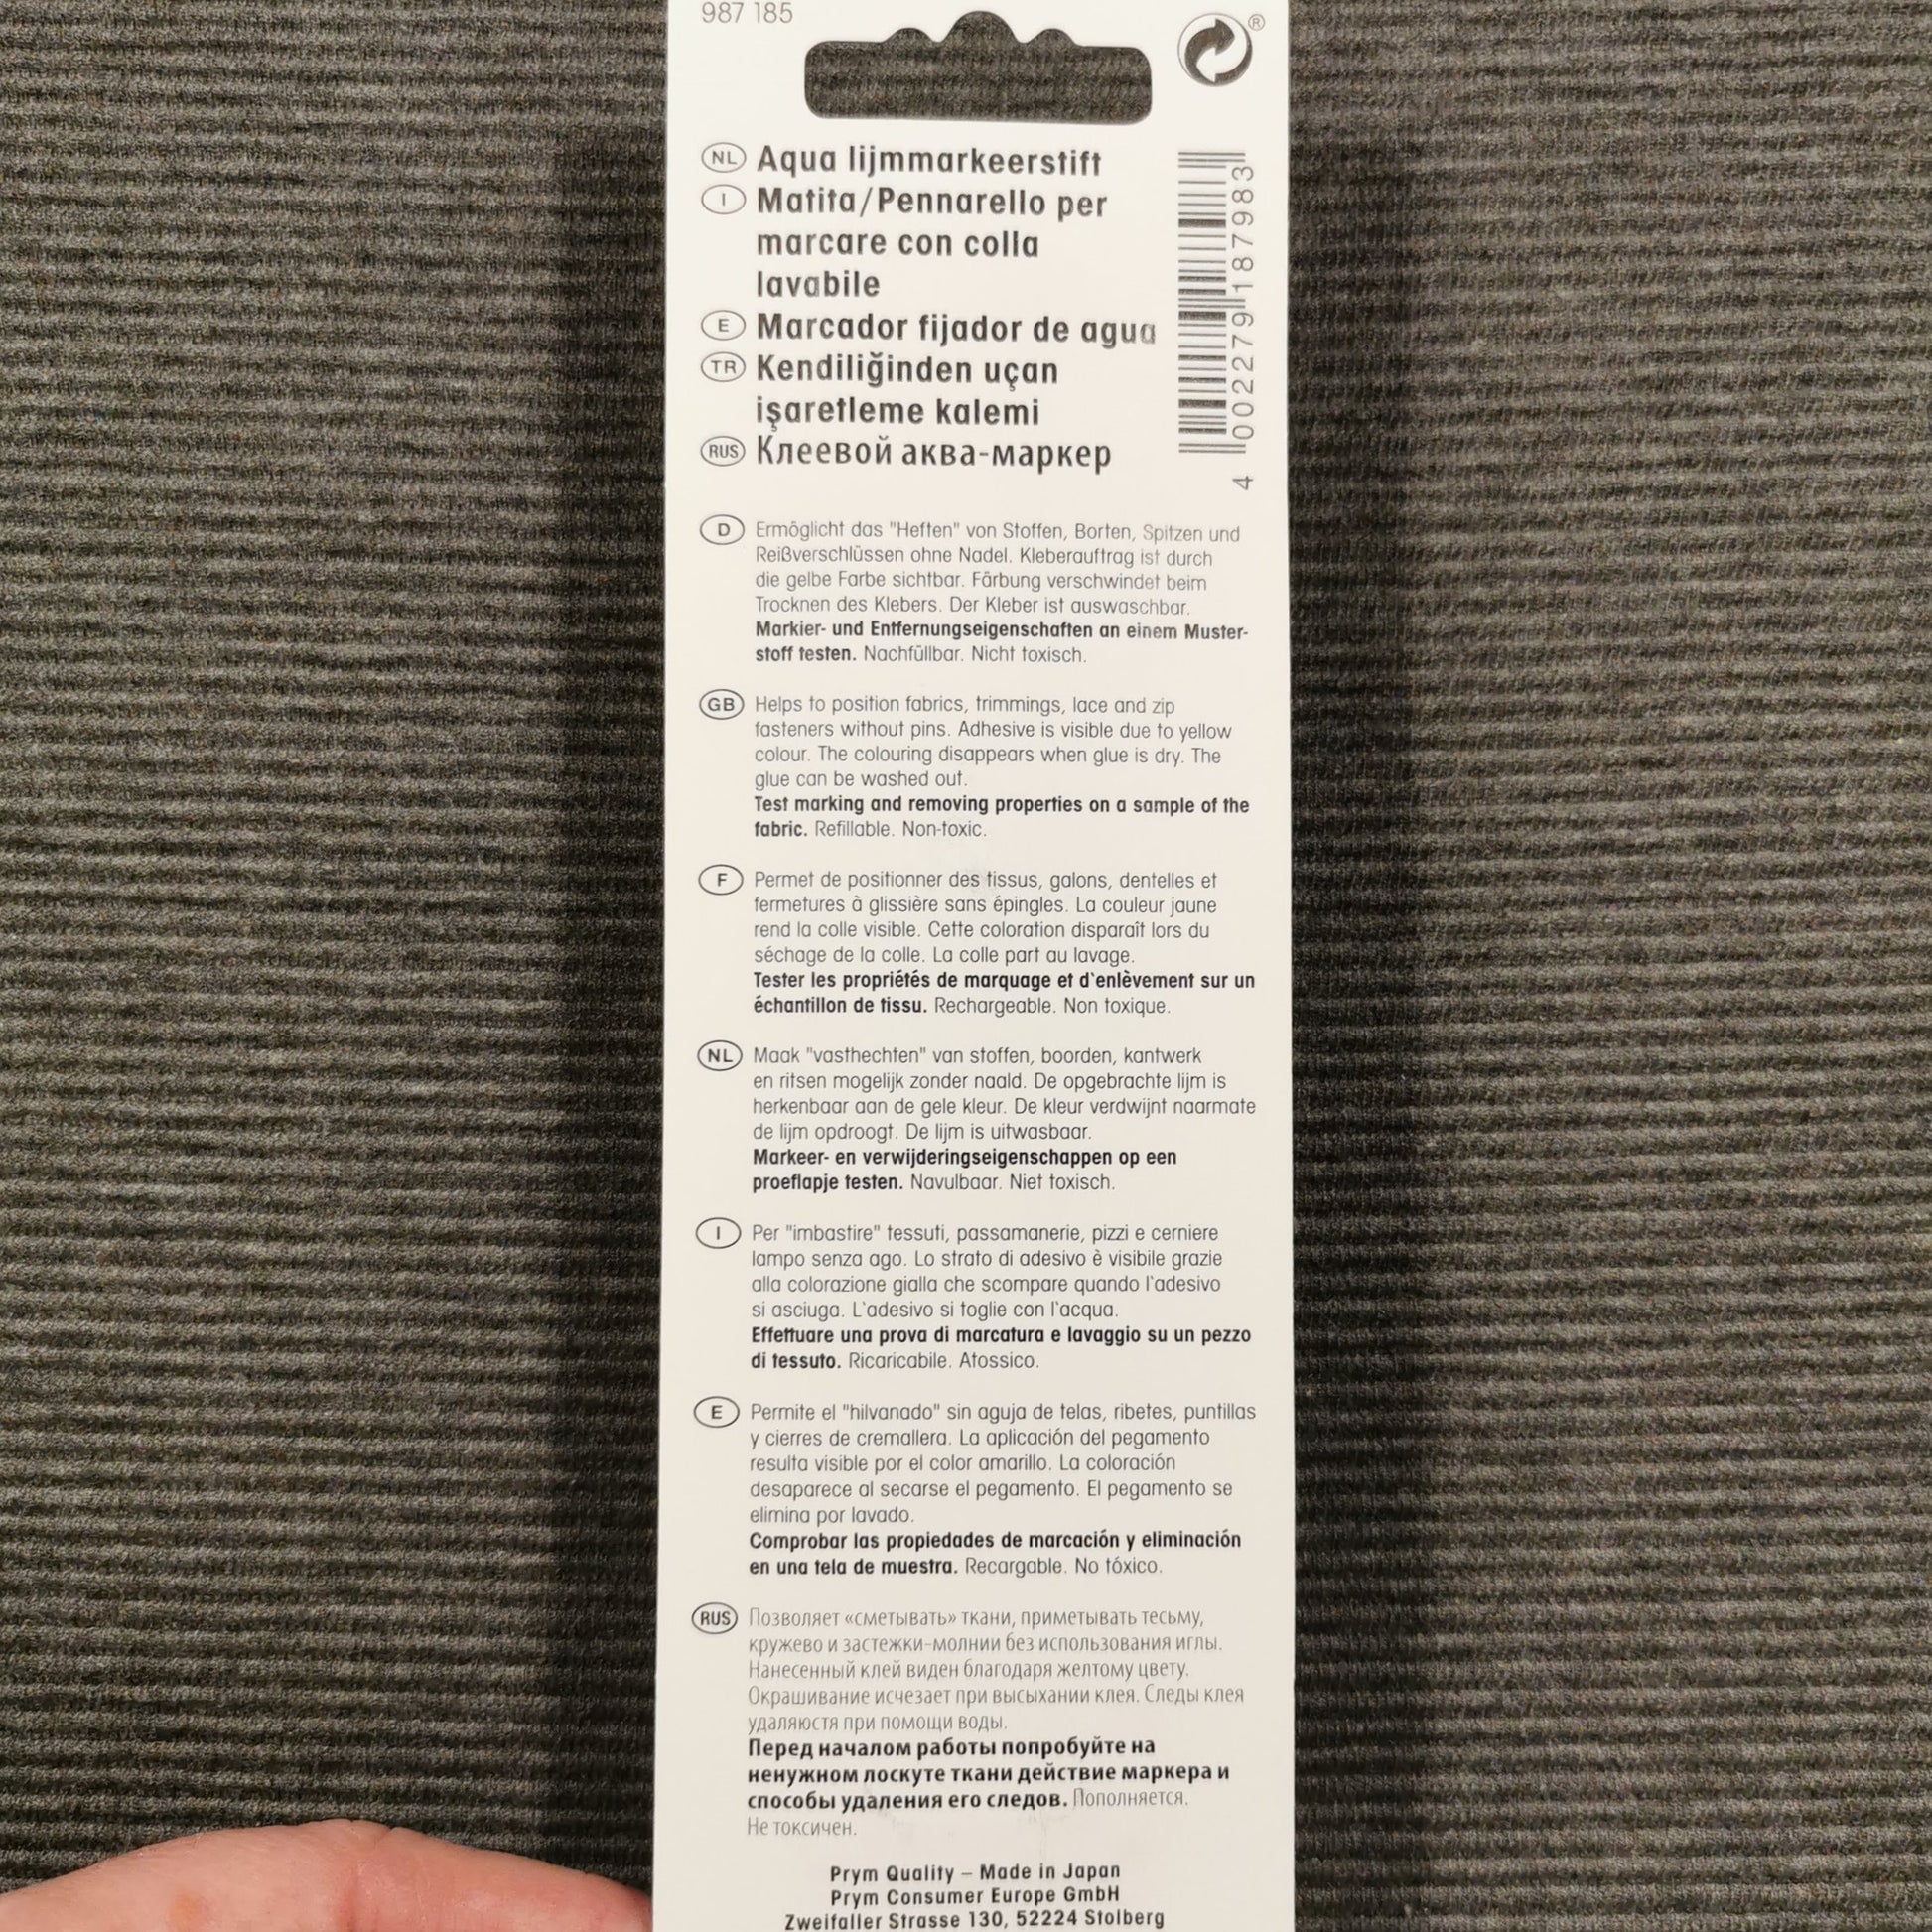 987 185
®
NL Aqua lijmmarkeerstift
I Matita/Pennarello per
marcare con colla
lavabile
E Marcador fijador de agua
TR Kendiliğinden uçan
işaretleme kalemi
RUS Клеевой аква-маркер
4 002279 187983
D Ermöglicht das "Heften" von Stoffen, Borten, Spitzen und
Reißverschlüssen ohne Nadel. Kleberauftrag ist durch
die gelbe Farbe sichtbar. Färbung verschwindet beim
Trocknen des Klebers. Der Kleber ist auswaschbar.
Markier- und Entfernungseigenschaften an einem Muster-
stoff testen. Nachfüllbar. Nicht toxisch.
GB Helps to position fabrics, trimmings, lace and zip
fasteners without pins. Adhesive is visible due to yellow
colour. The colouring disappears when glue is dry. The
glue can be washed out.
Test marking and removing properties on a sample of the
fabric. Refillable. Non-toxic.
F Permet de positionner des tissus, galons, dentelles et
fermetures à glissière sans épingles. La couleur jaune
rend la colle visible. Cette coloration disparaît lors du
séchage de la colle. La colle part au lavage.
Tester les propriétés de marquage et d'enlèvement sur un
échantillon de tissu. Rechargeable. Non toxique.
NL Maak "vasthechten" van stoffen, boorden, kantwerk
en ritsen mogelijk zonder naald. De opgebrachte lijm is
herkenbaar aan de gele kleur. De kleur verdwijnt naarmate
de lijm opdroogt. De lijm is uitwasbaar.
Markeer- en verwijderingseigenschappen op een
proeflapje testen. Navulbaar. Niet toxisch.
I Per "imbastire" tessuti, passamanerie, pizzi e cerniere
lampo senza ago. Lo strato di adesivo è visibile grazie
alla colorazione gialla che scompare quando l'adesivo
si asciuga. L'adesivo si toglie con l'acqua.
Effettuare una prova di marcatura e lavaggio su un pezzo
di tessuto. Ricaricabile. Atossico.
E Permite el "hilvanado" sin aguja de telas, ribetes, puntillas
y cierres de cremallera. La aplicación del pegamento
resulta visible por el color amarillo. La coloración
desaparece al secarse el pegamento. El pegamento se
elimina por lavado.
Comprobar las propiedades de marcación y eliminación
en una tela de muestra. Recargable. No tóxico.
RUS Позволяет «сметывать» ткани, приметывать тесьму,
кружево и застежки-молнии без использования иглы.
Нанесенный клей виден благодаря желтому цвету.
Окрашивание исчезает при высыхании клея. Следы клея
удаляюстя при помощи воды.
Перед началом работы попробуйте на
ненужном лоскуте ткани действие маркера и
способы удаления его следов. Пополняется.
Не токсичен.
Prym Quality – Made in Japan
Prym Consumer Europe GmbH
Zweifaller Strasse 130, 52224 Stolberg